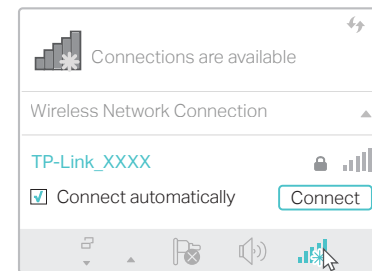 Connections are available
Wireless Network Connection
TP-Link_XXXX
Connect automatically
Connect